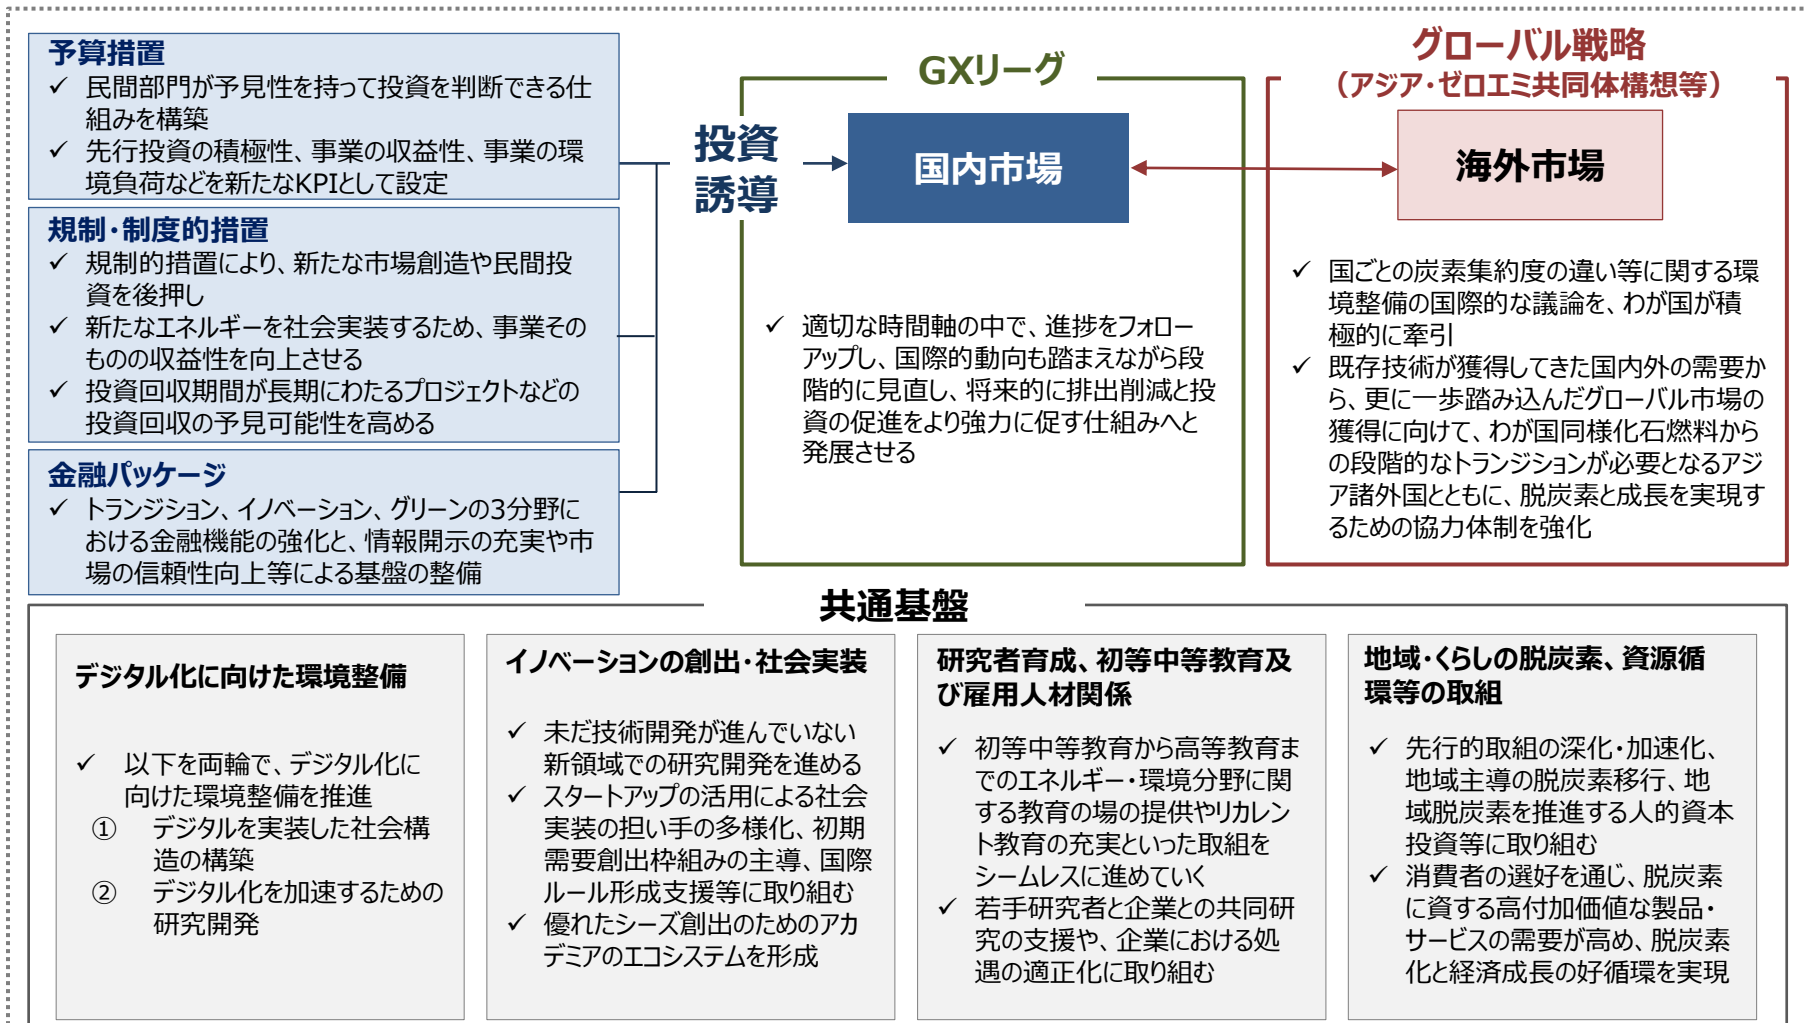 予算措置
✓ 民間部門が予見性を持って投資を判断できる仕
組みを構築
✓ 先行投資の積極性、事業の収益性、事業の環
境負荷などを新たなKPIとして設定
規制・制度的措置
✓ 規制的措置により、新たな市場創造や民間投
資を後押し
✓ 新たなエネルギーを社会実装するため、事業その
ものの収益性を向上させる
✓ 投資回収期間が長期にわたるプロジェクトなどの
投資回収の予見可能性を高める
金融パッケージ
✓ トランジション、イノベーション、グリーンの3分野に
おける金融機能の強化と、情報開示の充実や市
場の信頼性向上等による基盤の整備
投資
誘導
GXリーグ
国内市場
✓ 適切な時間軸の中で、進捗をフォロー
アップし、国際的動向も踏まえながら段
階的に見直し、将来的に排出削減と投
資の促進をより強力に促す仕組みへと
発展させる
グローバル戦略
（アジア・ゼロエミ共同体構想等）
海外市場
✓ 国ごとの炭素集約度の違い等に関する環
境整備の国際的な議論を、わが国が積
極的に牽引
✓ 既存技術が獲得してきた国内外の需要か
ら、更に一歩踏み込んだグローバル市場の
獲得に向けて、わが国同様化石燃料から
の段階的なトランジションが必要となるアジ
ア諸外国とともに、脱炭素と成長を実現す
るための協力体制を強化
共通基盤
デジタル化に向けた環境整備
✓ 以下を両輪で、デジタル化に
向けた環境整備を推進
① デジタルを実装した社会構
造の構築
② デジタル化を加速するための
研究開発
イノベーションの創出・社会実装
✓ 未だ技術開発が進んでいない
新領域での研究開発を進める
✓ スタートアップの活用による社会
実装の担い手の多様化、初期
需要創出枠組みの主導、国際
ルール形成支援等に取り組む
✓ 優れたシーズ創出のためのアカ
デミアのエコシステムを形成
研究者育成、初等中等教育及
び雇用人材関係
✓ 初等中等教育から高等教育ま
でのエネルギー・環境分野に関
する教育の場の提供やリカレン
ト教育の充実といった取組を
シームレスに進めていく
✓ 若手研究者と企業との共同研
究の支援や、企業における処
遇の適正化に取り組む
地域・くらしの脱炭素、資源循
環等の取組
✓ 先行的取組の深化・加速化、
地域主導の脱炭素移行、地
域脱炭素を推進する人的資本
投資等に取り組む
✓ 消費者の選好を通じ、脱炭素
に資する高付加価値な製品・
サービスの需要が高め、脱炭素
化と経済成長の好循環を実現